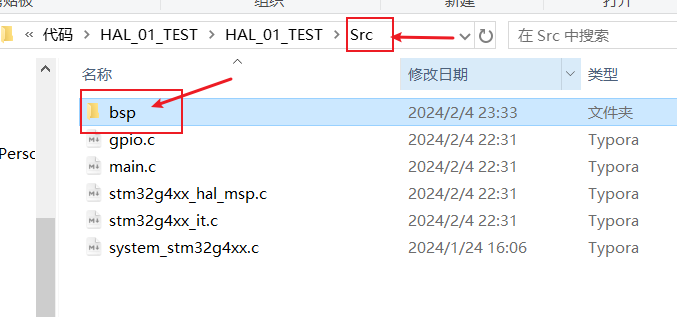 组织
新建
打开
« 代码 > HAL_01_TEST > HAL_01_TEST > Src
在 Src 中搜索
名称 修改日期 类型
bsp 2024/2/4 23:33 文件夹
gpio.c 2024/2/4 22:31 Typora
main.c 2024/2/4 22:31 Typora
stm32g4xx_hal_msp.c 2024/2/4 22:31 Typora
stm32g4xx_it.c 2024/2/4 22:31 Typora
system_stm32g4xx.c 2024/1/24 16:06 Typora
Perso